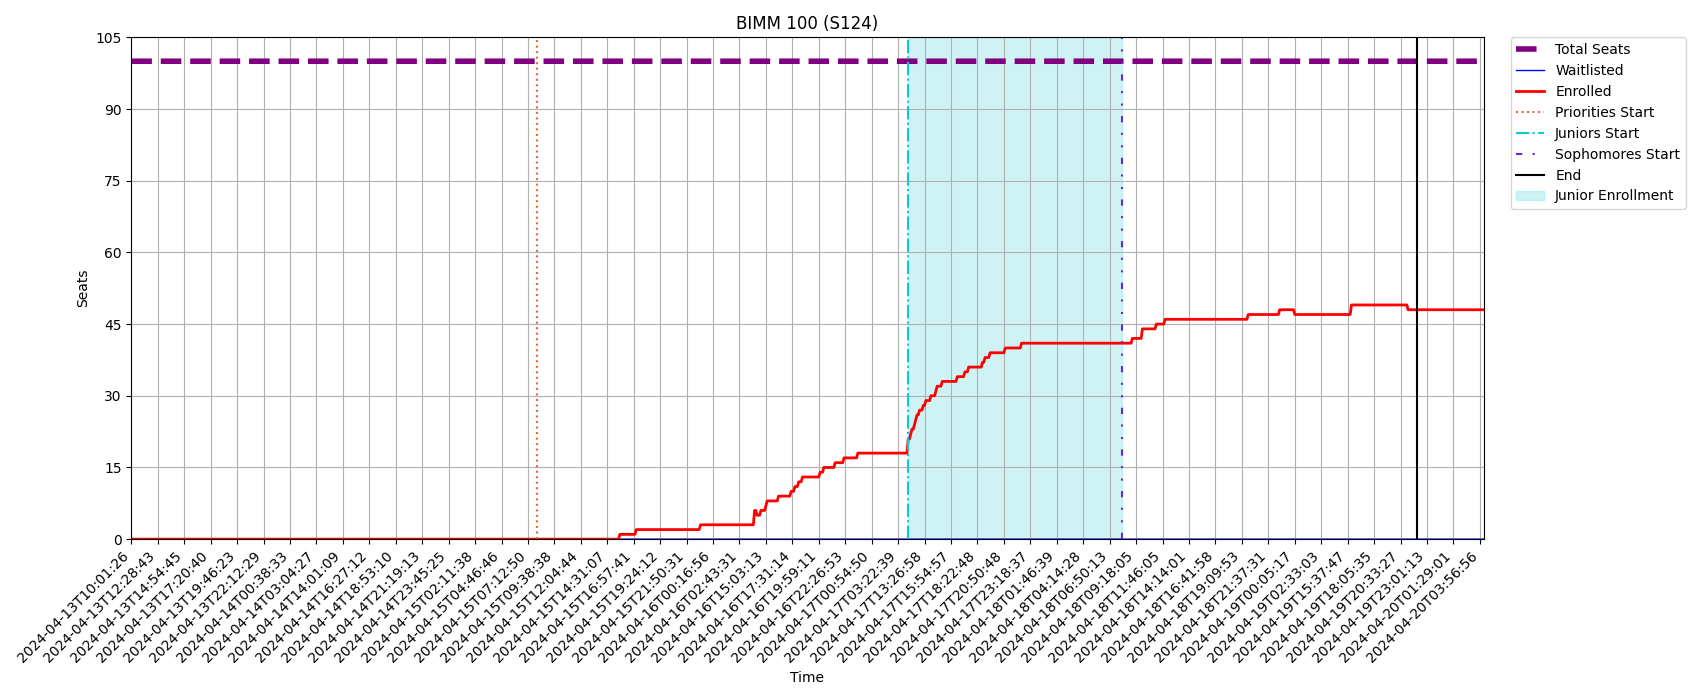 BIMM 100 (S124)
105
90
75
60
45
30
15
0
Seats
2024-04-13T10:01:26
2024-04-13T12:28:43
2024-04-13T14:54:45
2024-04-13T17:20:40
2024-04-13T19:46:23
2024-04-13T22:12:29
2024-04-14T00:38:33
2024-04-14T03:04:27
2024-04-14T14:01:09
2024-04-14T16:27:12
2024-04-14T18:53:10
2024-04-14T21:19:13
2024-04-14T23:45:25
2024-04-15T02:11:38
2024-04-15T04:46:46
2024-04-15T07:12:50
2024-04-15T09:38:38
2024-04-15T12:04:44
2024-04-15T14:31:07
2024-04-15T16:57:41
2024-04-15T19:24:12
2024-04-15T21:50:31
2024-04-16T00:16:56
2024-04-16T02:43:31
2024-04-16T15:03:13
2024-04-16T17:31:14
2024-04-16T19:59:11
2024-04-16T22:26:53
2024-04-17T00:54:50
2024-04-17T03:22:39
2024-04-17T13:26:58
2024-04-17T15:54:57
2024-04-17T18:22:48
2024-04-17T20:50:48
2024-04-17T23:18:37
2024-04-18T01:46:39
2024-04-18T04:14:28
2024-04-18T06:50:13
2024-04-18T09:18:05
2024-04-18T11:46:05
2024-04-18T14:14:01
2024-04-18T16:41:58
2024-04-18T19:09:53
2024-04-18T21:37:31
2024-04-19T00:05:17
2024-04-19T02:33:03
2024-04-19T15:37:47
2024-04-19T18:05:35
2024-04-19T20:33:27
2024-04-19T23:01:13
2024-04-20T01:29:01
2024-04-20T03:56:56
Time
Total Seats
Waitlisted
Enrolled
Priorities Start
Juniors Start
Sophomores Start
End
Junior Enrollment